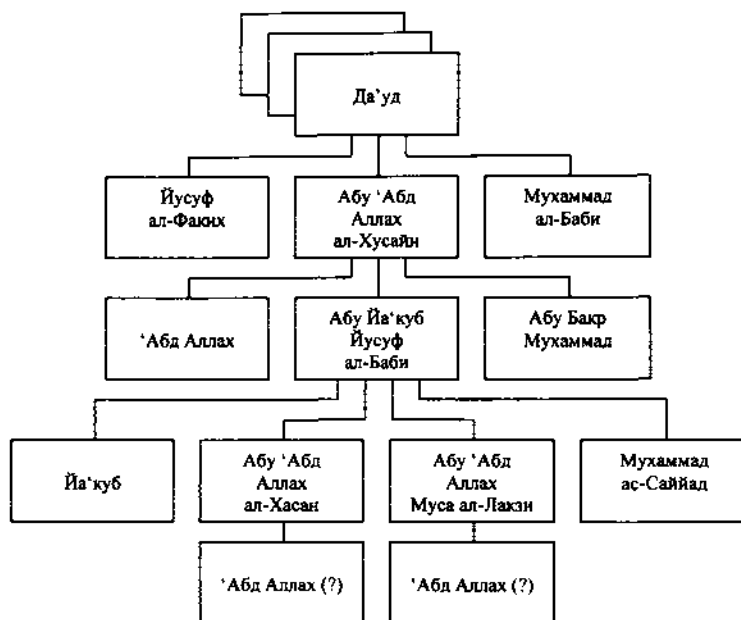 Да'уд
Йусуф
ал-Факих
Абу ‘Абд
Аллах
ал-Хусайн
Мухаммад
ал-Баби
‘Абд Аллах
Абу Йа‘куб
Йусуф
ал-Баби
Абу Бакр
Мухаммад
Йа‘куб
Абу ‘Абд
Аллах
ал-Хасан
Абу ‘Абд
Аллах
Муса ал-Лакзи
Мухаммад
ас-Саййад
‘Абд Аллах (?)
‘Абд Аллах (?)